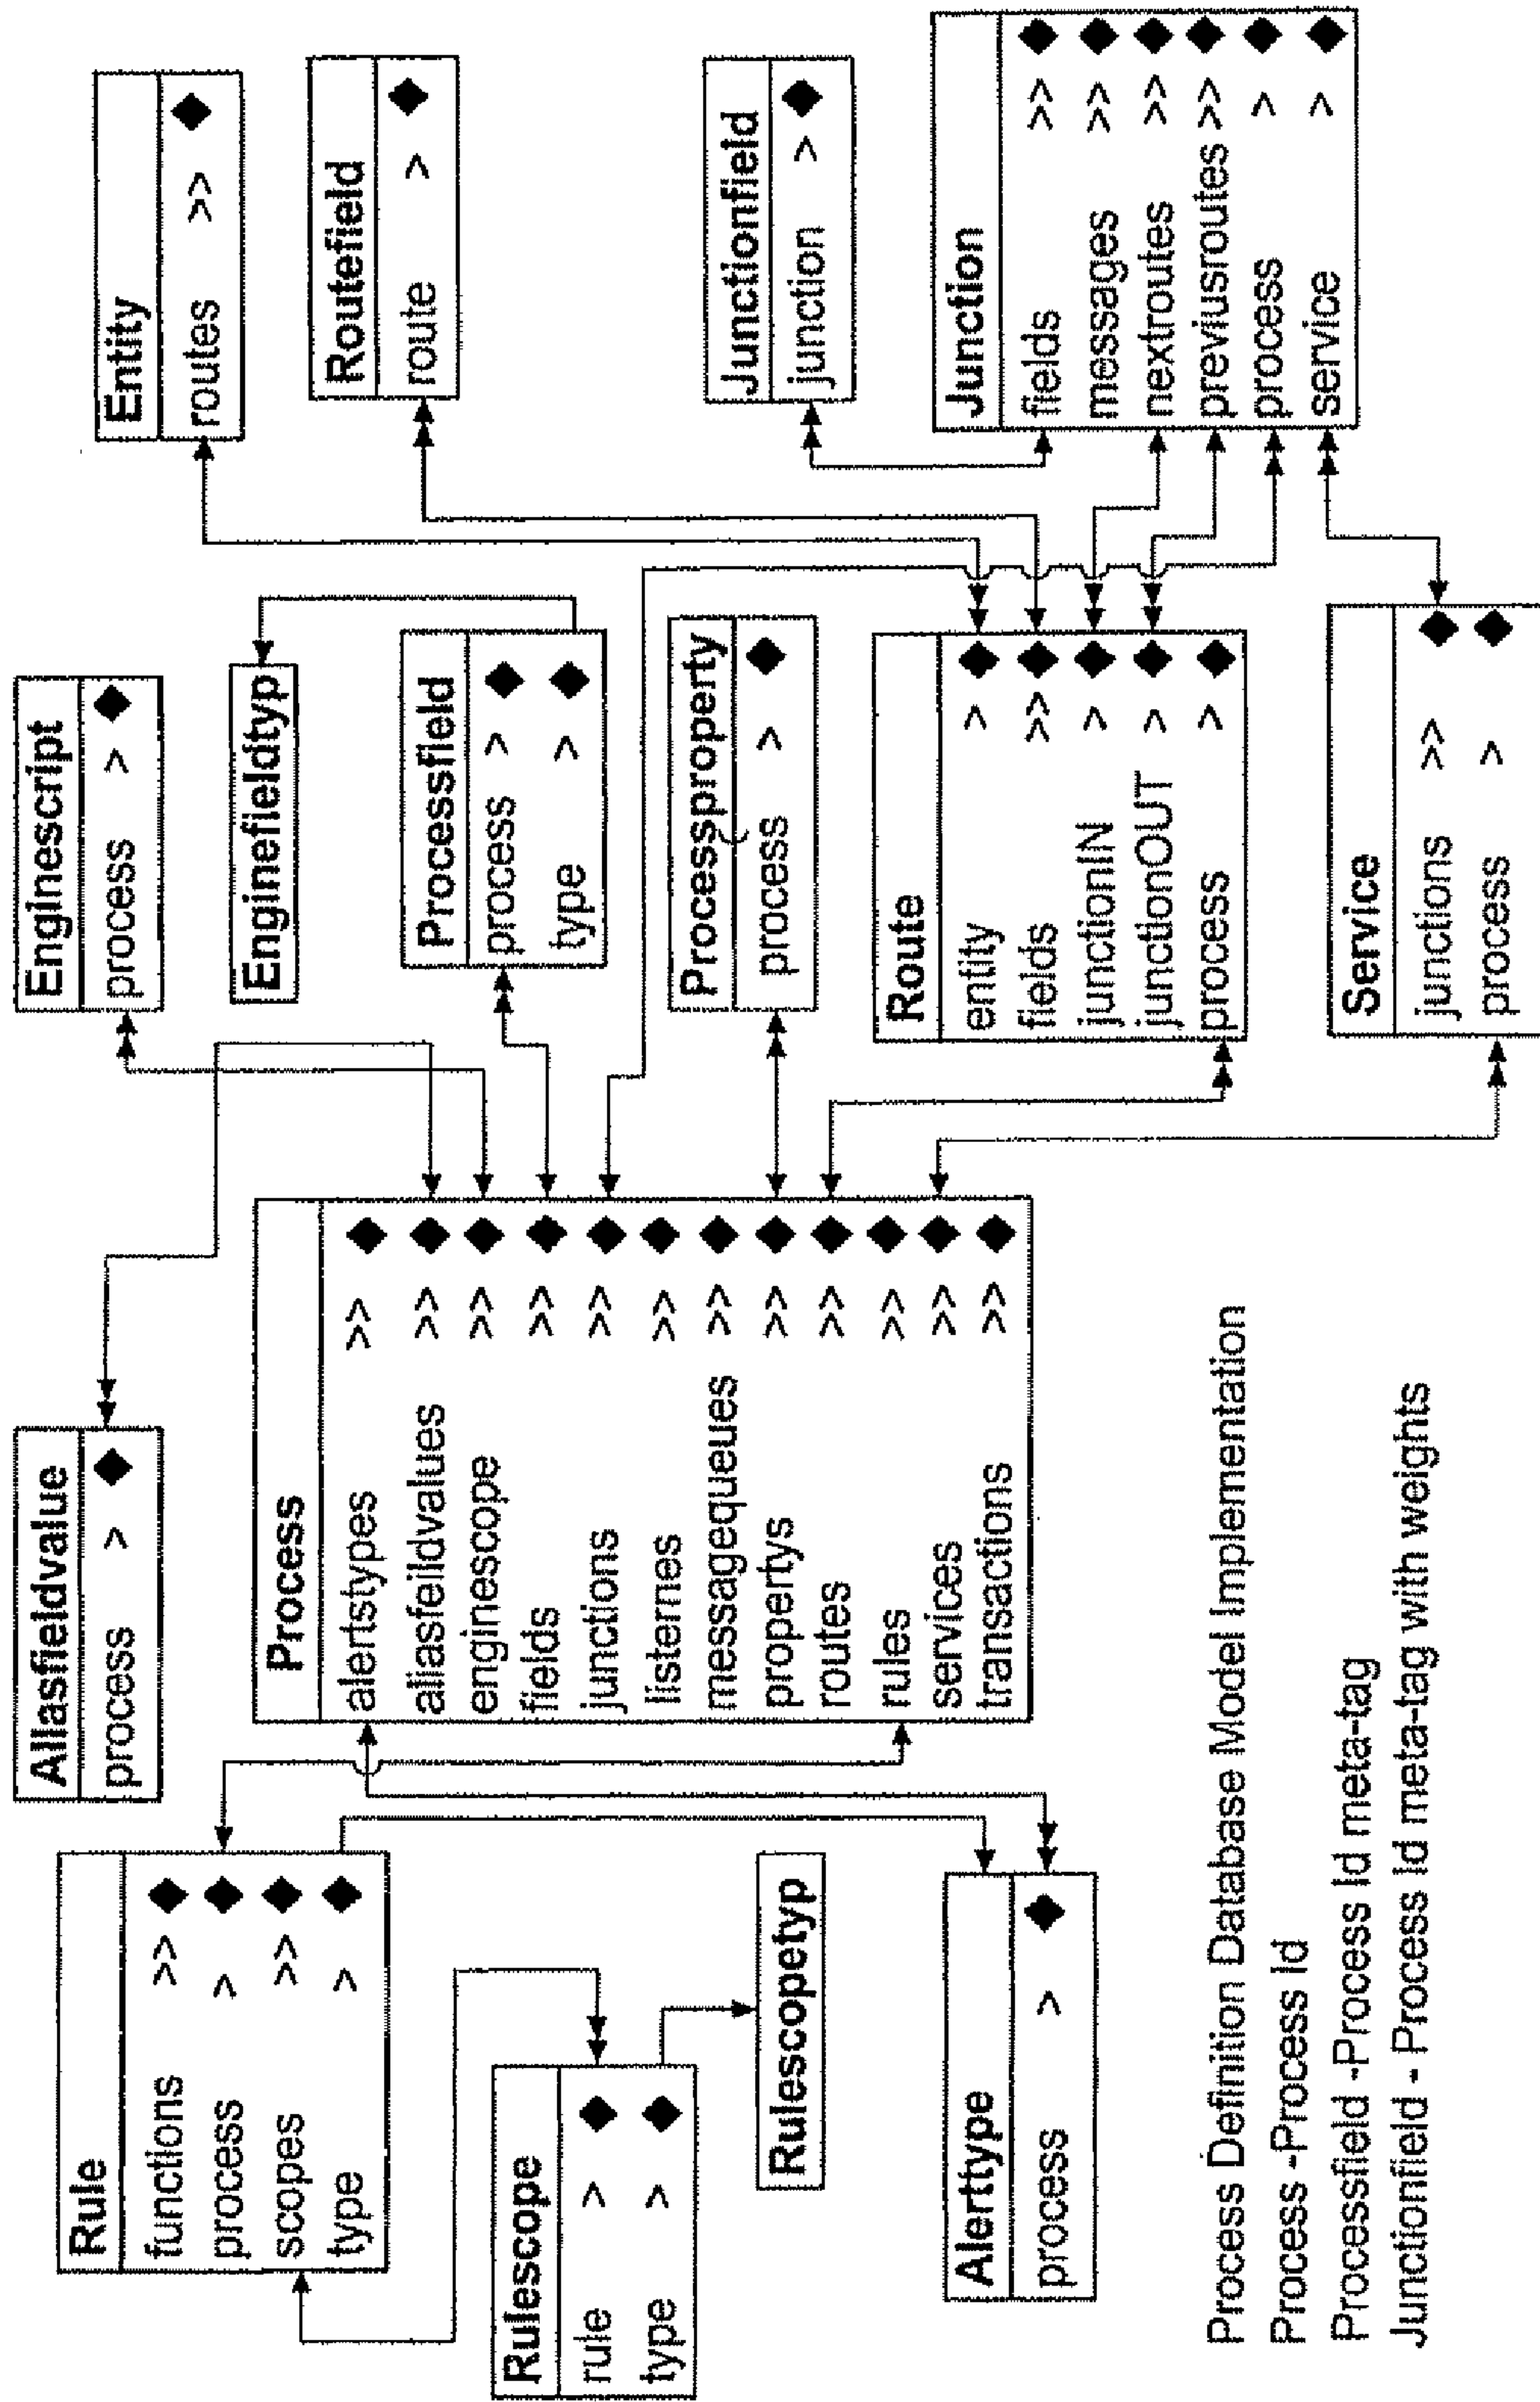 Rule
functions >>
process >
scopes >>
type >
Rulescope
rule >
type >
Rulescopetyp
Alerttype
process >
Aliasfieldvalue
process >
Process
alertstypes >>
aliasfeildvalues >>
enginescope >>
fields >>
junctions >>
listernes >>
messagequeues >>
propertys >>
routes >>
rules >>
services >>
transactions >>
Enginescript
process >
Enginefieldtyp
Processfield
process >
type >
Processproperty
process >
Route
entity >
fields >>
junctionIN >
junctionOUT >
process >
Service
junctions >>
process >
Entity
routes >>
Routefield
route >
Junctionfield
junction >
Junction
fields >>
messages >>
nextroutes >>
previusroutes >>
process >
service >
Process Definition Database Model Implementation
Process -Process Id
Processfield -Process Id meta-tag
Junctionfield - Process Id meta-tag with weights